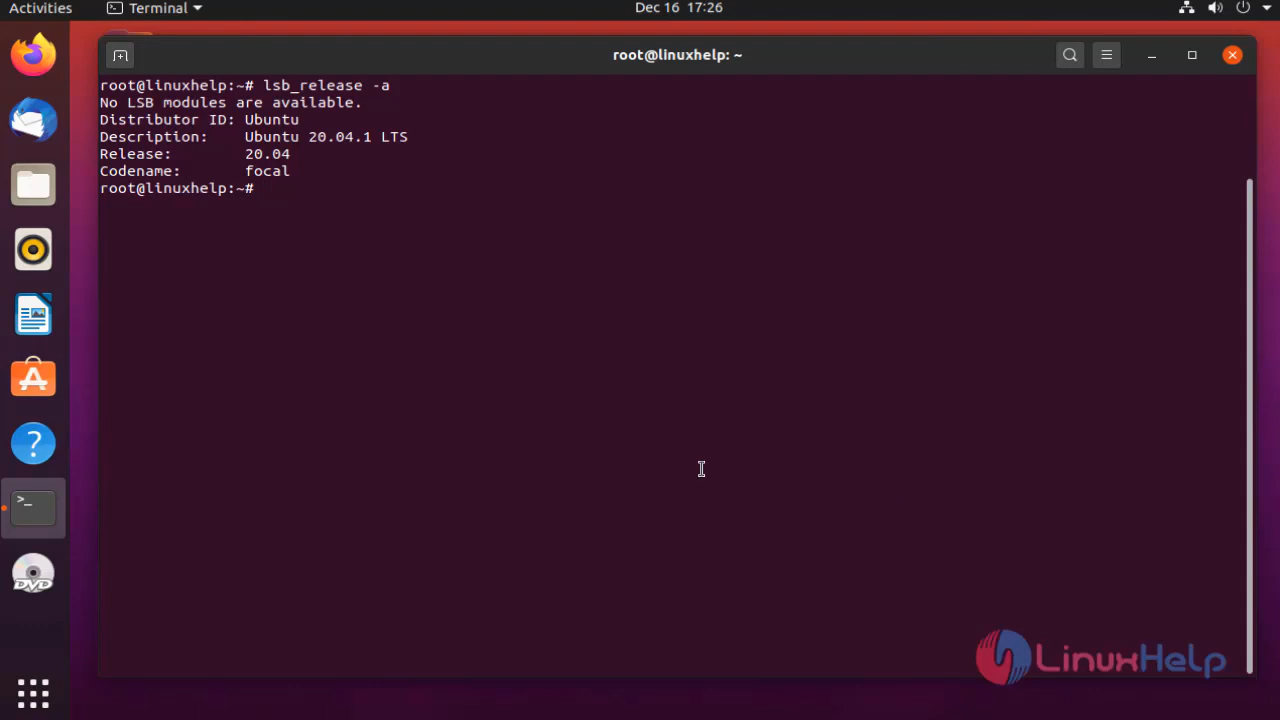 Activities Terminal Dec 16 17:26
root@linuxhelp: ~
root@linuxhelp:~# lsb_release -a
No LSB modules are available.
Distributor ID: Ubuntu
Description: Ubuntu 20.04.1 LTS
Release: 20.04
Codename: focal
root@linuxhelp:~#
>_
DVD
LinuxHelp